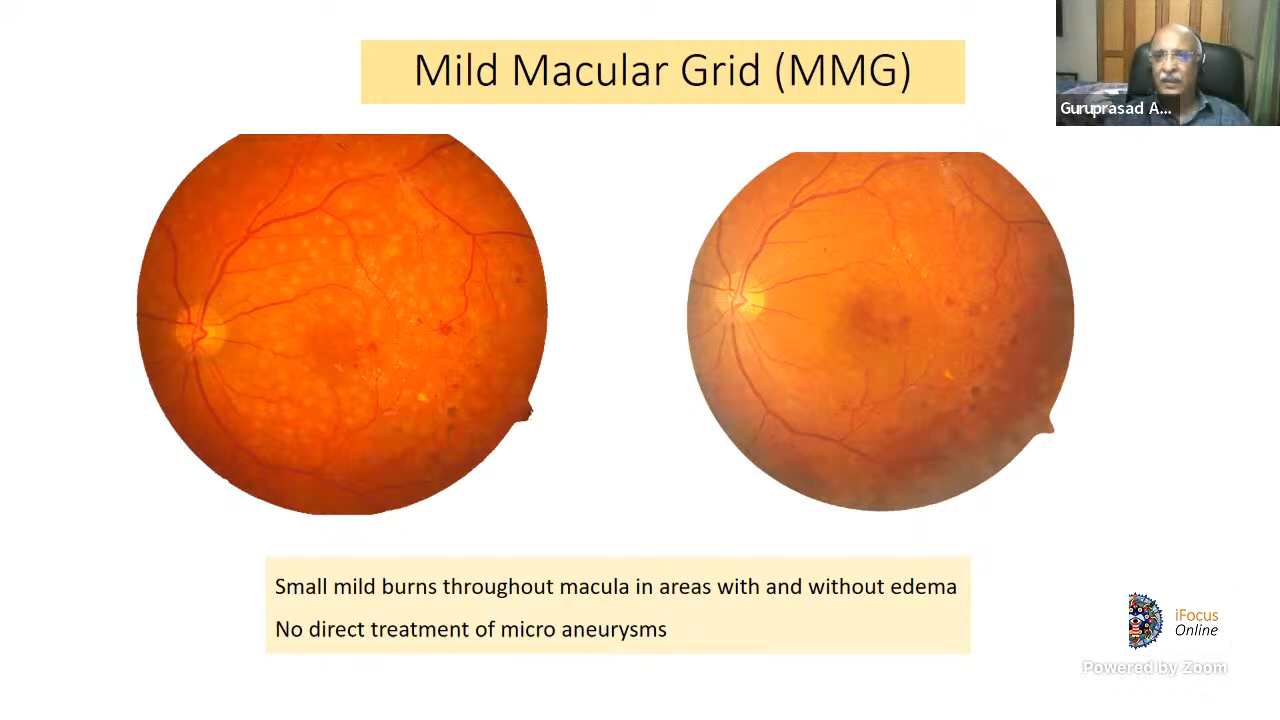 Mild Macular Grid (MMG)
Guruprasad A...
Small mild burns throughout macula in areas with and without edema
No direct treatment of micro aneurysms
iFocus
Online
Powered by Zoom